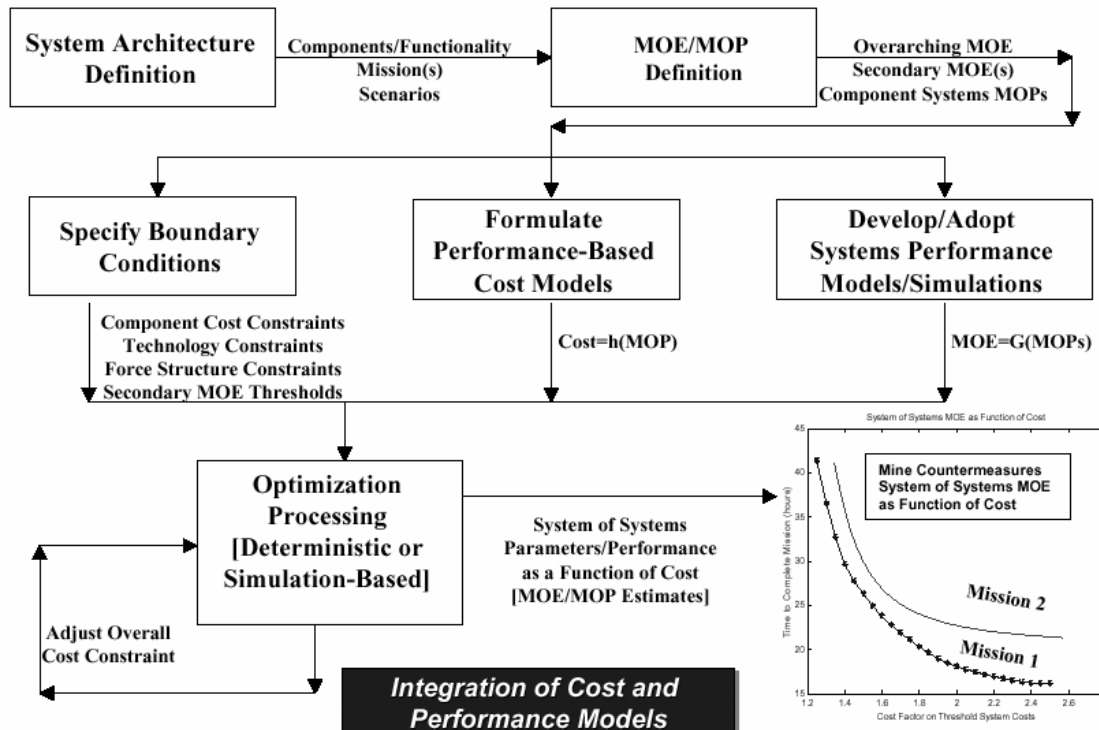 System Architecture
Definition
Components/Functionality
Mission(s)
Scenarios
MOE/MOP
Definition
Overarching MOE
Secondary MOE(s)
Component Systems MOPs
Specify Boundary
Conditions
Formulate
Performance-Based
Cost Models
Develop/Adopt
Systems Performance
Models/Simulations
Component Cost Constraints
Technology Constraints
Force Structure Constraints
Secondary MOE Thresholds
Cost=h(MOP)
MOE=G(MOPs)
Optimization
Processing
[Deterministic or
Simulation-Based]
Adjust Overall
Cost Constraint
System of Systems
Parameters/Performance
as a Function of Cost
[MOE/MOP Estimates]
System of Systems MOE as Function of Cost
Mine Countermeasures
System of Systems MOE
as Function of Cost
Time to Complete Mission (hours)
45
40
35
30
25
20
15
Mission 2
Mission 1
1.2 1.4 1.6 1.8 2 2.2 2.4 2.6
Cost Factor on Threshold System Costs
Integration of Cost and
Performance Models